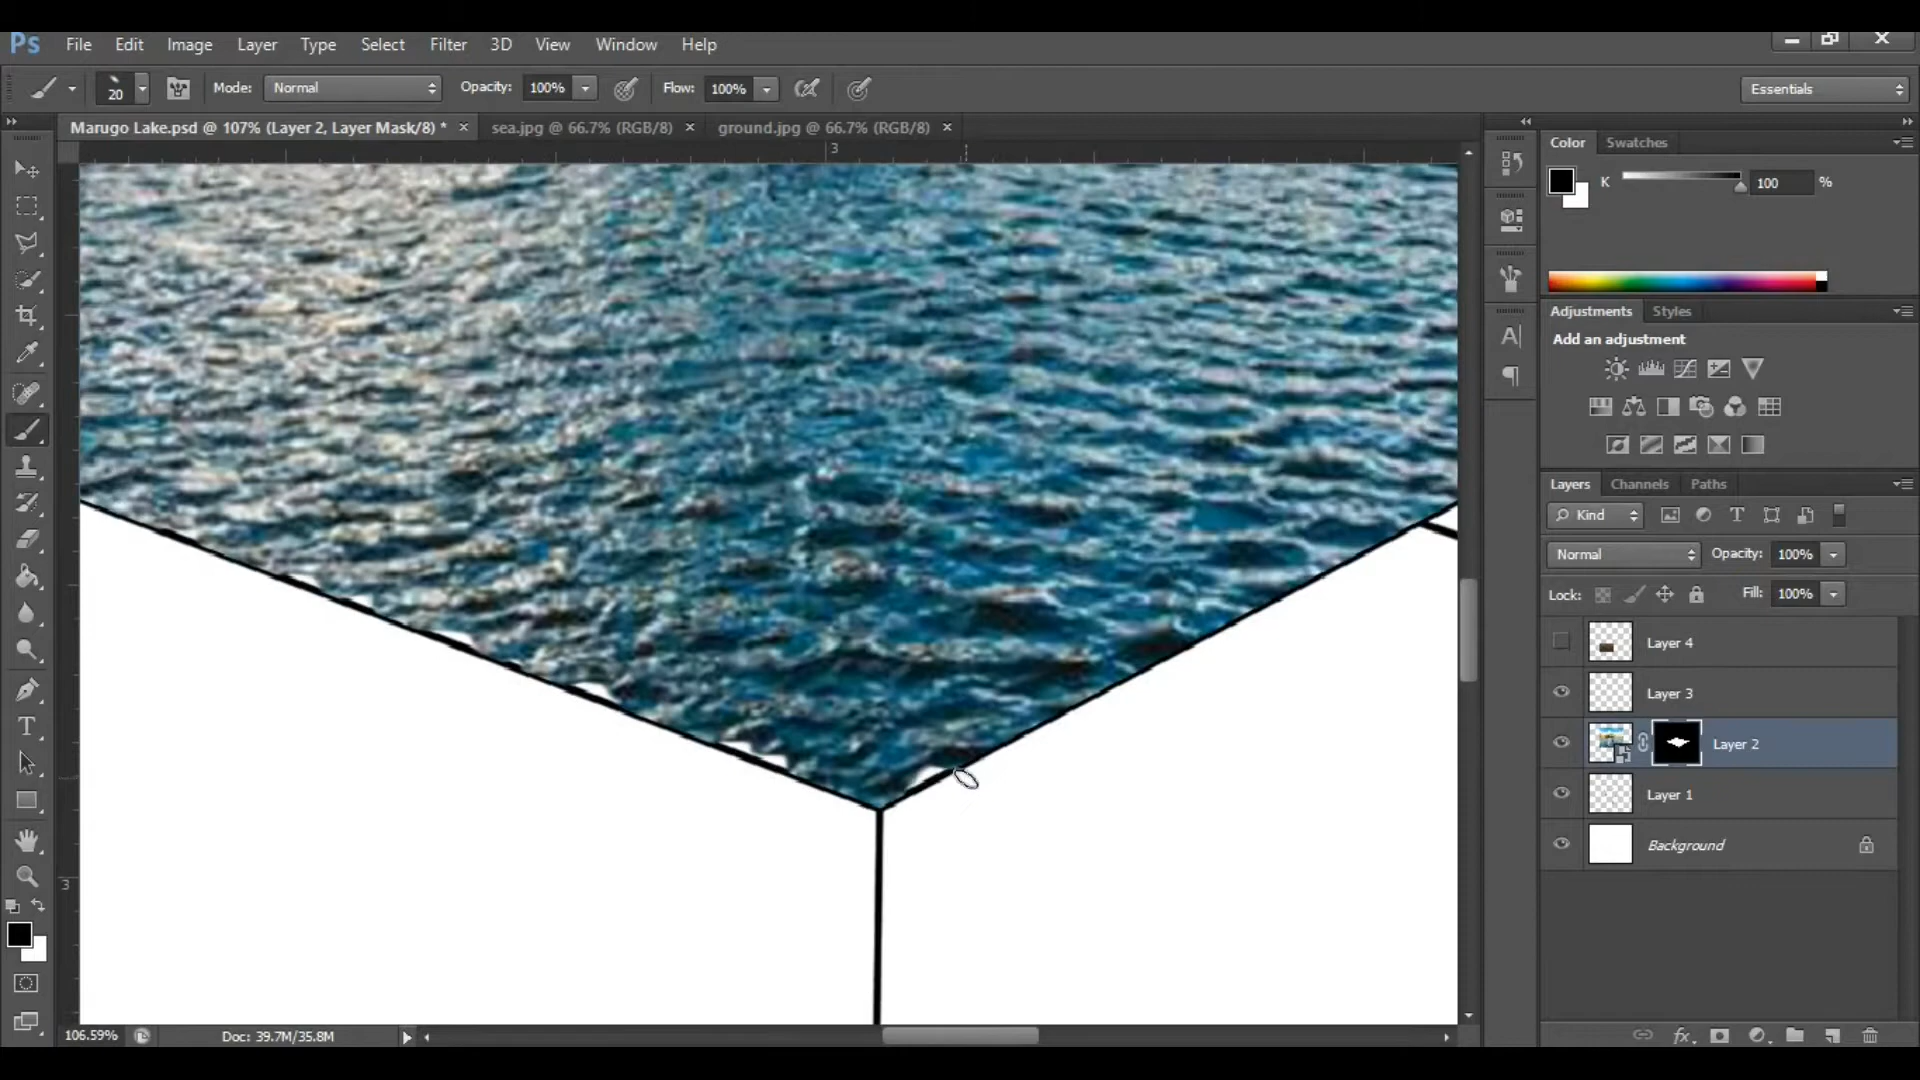 Ps File Edit Image Layer Type Select Filter 3D View Window Help
20 Mode: Normal Opacity: 100% Flow: 100% Essentials
Marugo Lake.psd @ 107% (Layer 2, Layer Mask/8) * sea.jpg @ 66.7% (RGB/8) ground.jpg @ 66.7% (RGB/8)
3
3
106.59% Doc: 39.7M/35.8M
Color Swatches
K 100 %
Adjustments Styles
Add an adjustment
Layers Channels Paths
Kind
Normal Opacity: 100%
Lock: Fill: 100%
Layer 4
Layer 3
Layer 2
Layer 1
Background